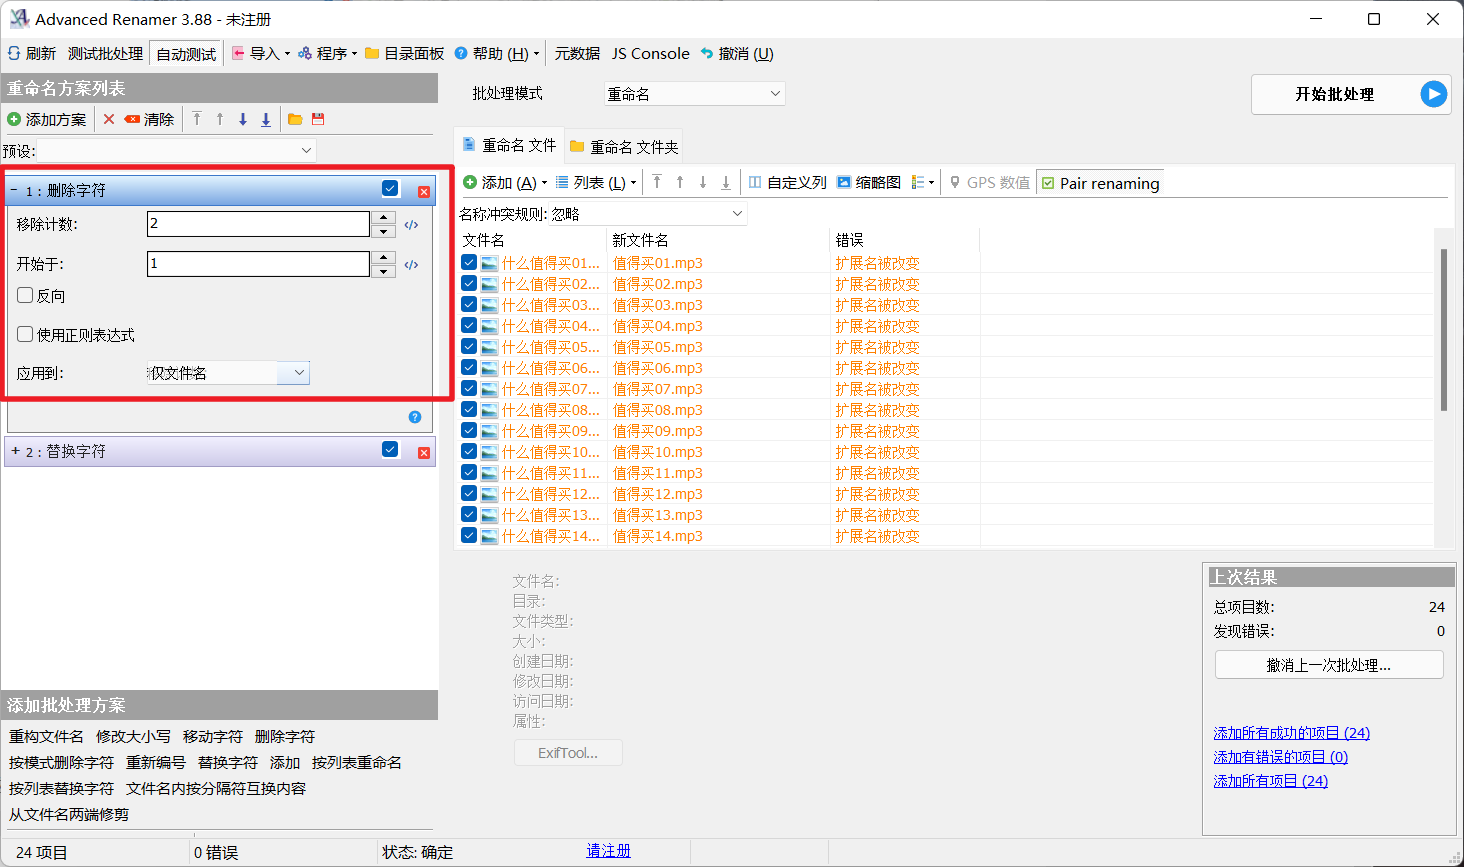 Advanced Renamer 3.88 - 未注册
刷新 测试批处理 自动测试 导入 程序 目录面板 帮助 (H) 元数据 JS Console 撤消 (U)
重命名方案列表
添加方案 清除
预设:
1 : 删除字符
移除计数: 2
开始于: 1
反向
使用正则表达式
应用到: 仅文件名
2 : 替换字符
添加批处理方案
重构文件名 修改大小写 移动字符 删除字符
按模式删除字符 重新编号 替换字符 添加 按列表重命名
按列表替换字符 文件名内按分隔符互换内容
从文件名两端修剪
批处理模式 重命名
开始批处理
重命名 文件 重命名 文件夹
添加 (A) 列表 (L) 自定义列 缩略图 GPS 数值 Pair renaming
名称冲突规则: 忽略
文件名 新文件名 错误
什么值得买01... 值得买01.mp3 扩展名被改变
什么值得买02... 值得买02.mp3 扩展名被改变
什么值得买03... 值得买03.mp3 扩展名被改变
什么值得买04... 值得买04.mp3 扩展名被改变
什么值得买05... 值得买05.mp3 扩展名被改变
什么值得买06... 值得买06.mp3 扩展名被改变
什么值得买07... 值得买07.mp3 扩展名被改变
什么值得买08... 值得买08.mp3 扩展名被改变
什么值得买09... 值得买09.mp3 扩展名被改变
什么值得买10... 值得买10.mp3 扩展名被改变
什么值得买11... 值得买11.mp3 扩展名被改变
什么值得买12... 值得买12.mp3 扩展名被改变
什么值得买13... 值得买13.mp3 扩展名被改变
什么值得买14... 值得买14.mp3 扩展名被改变
文件名:
目录:
文件类型:
大小:
创建日期:
修改日期:
访问日期:
属性:
ExifTool...
上次结果
总项目数: 24
发现错误: 0
撤消上一次批处理...
添加所有成功的项目 (24)
添加有错误的项目 (0)
添加所有项目 (24)
24 项目 0 错误 状态: 确定 请注册